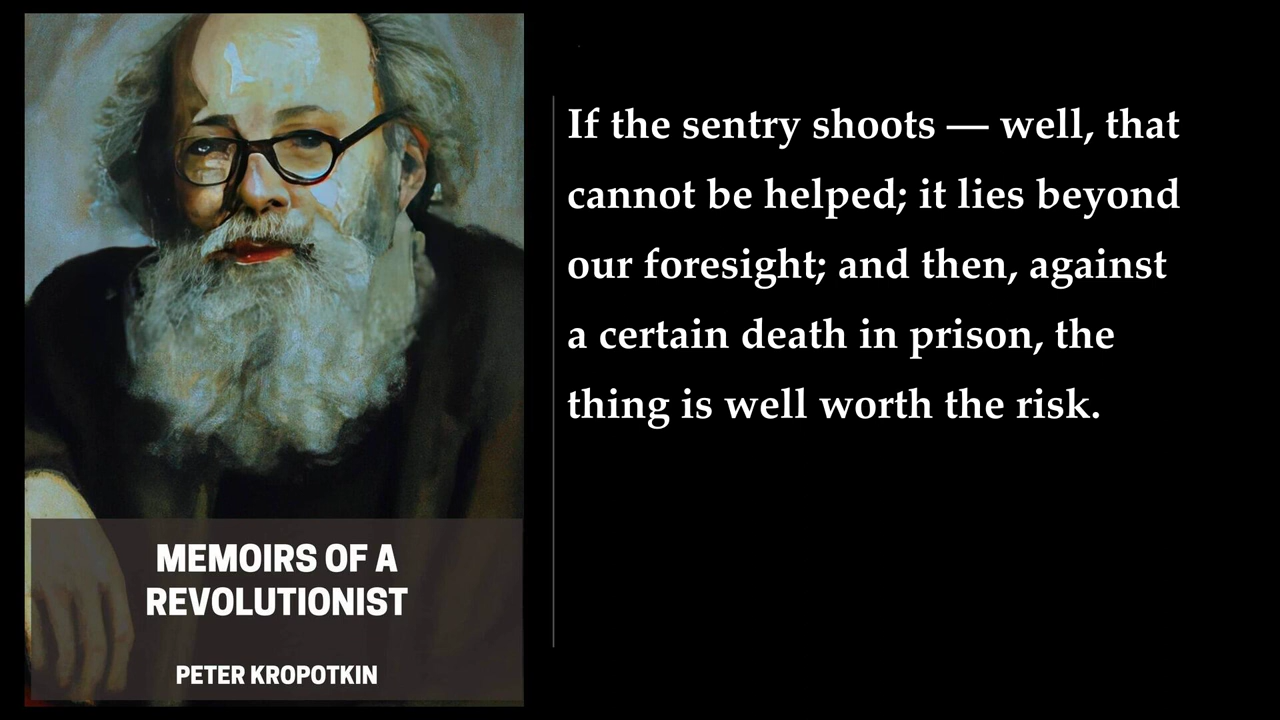 MEMOIRS OF A
REVOLUTIONIST
PETER KROPOTKIN
If the sentry shoots — well, that
cannot be helped; it lies beyond
our foresight; and then, against
a certain death in prison, the
thing is well worth the risk.